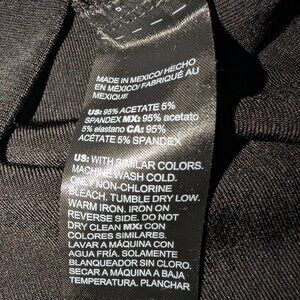 MADE IN MEXICO/HECHO
EN MÉXICO/FABRIQUÉ AU
MEXIQUE
US: 95% ACETATE 5%
SPANDEX MX: 95% acetato
5% elastano CA: 95%
ACÉTATE 5% SPANDEX
US: WITH SIMILAR COLORS.
MACHINE WASH COLD.
ONLY NON-CHLORINE
BLEACH. TUMBLE DRY LOW.
WARM IRON. IRON ON
REVERSE SIDE. DO NOT
DRY CLEAN MX: CON
COLORES SIMILARES.
LAVAR A MÁQUINA CON
AGUA FRÍA. SOLAMENTE
BLANQUEADOR SIN CLORO.
SECAR A MÁQUINA A BAJA
TEMPERATURA. PLANCHAR